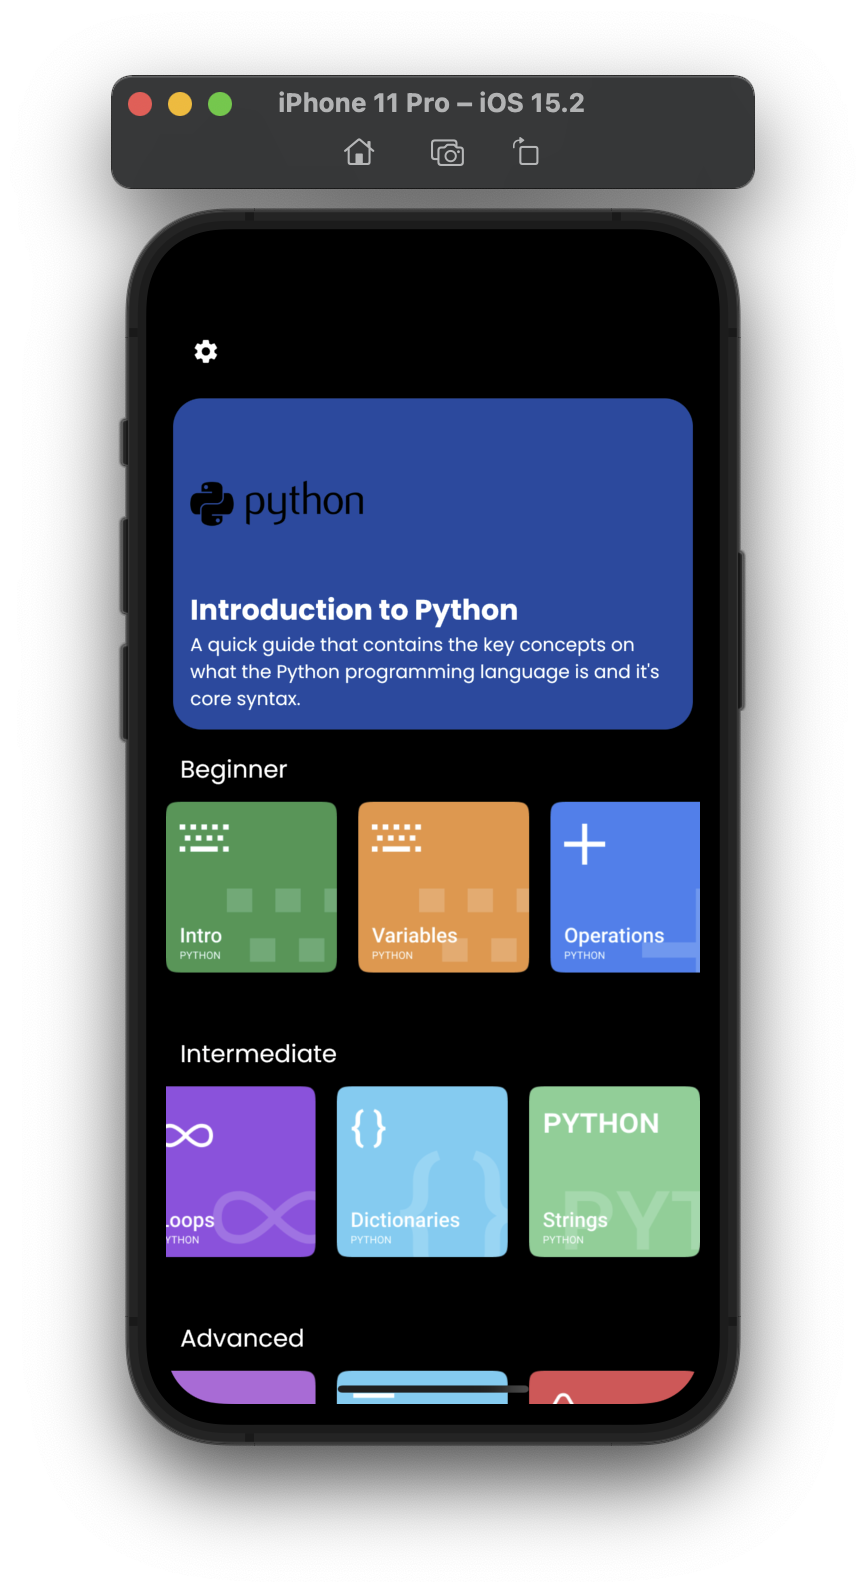 iPhone 11 Pro – iOS 15.2
python
Introduction to Python
A quick guide that contains the key concepts on
what the Python programming language is and it's
core syntax.
Beginner
Intro
PYTHON
Variables
PYTHON
Operations
PYTHON
Intermediate
Loops
PYTHON
{ }
Dictionaries
PYTHON
PYTHON
PYT
Strings
PYTHON
Advanced